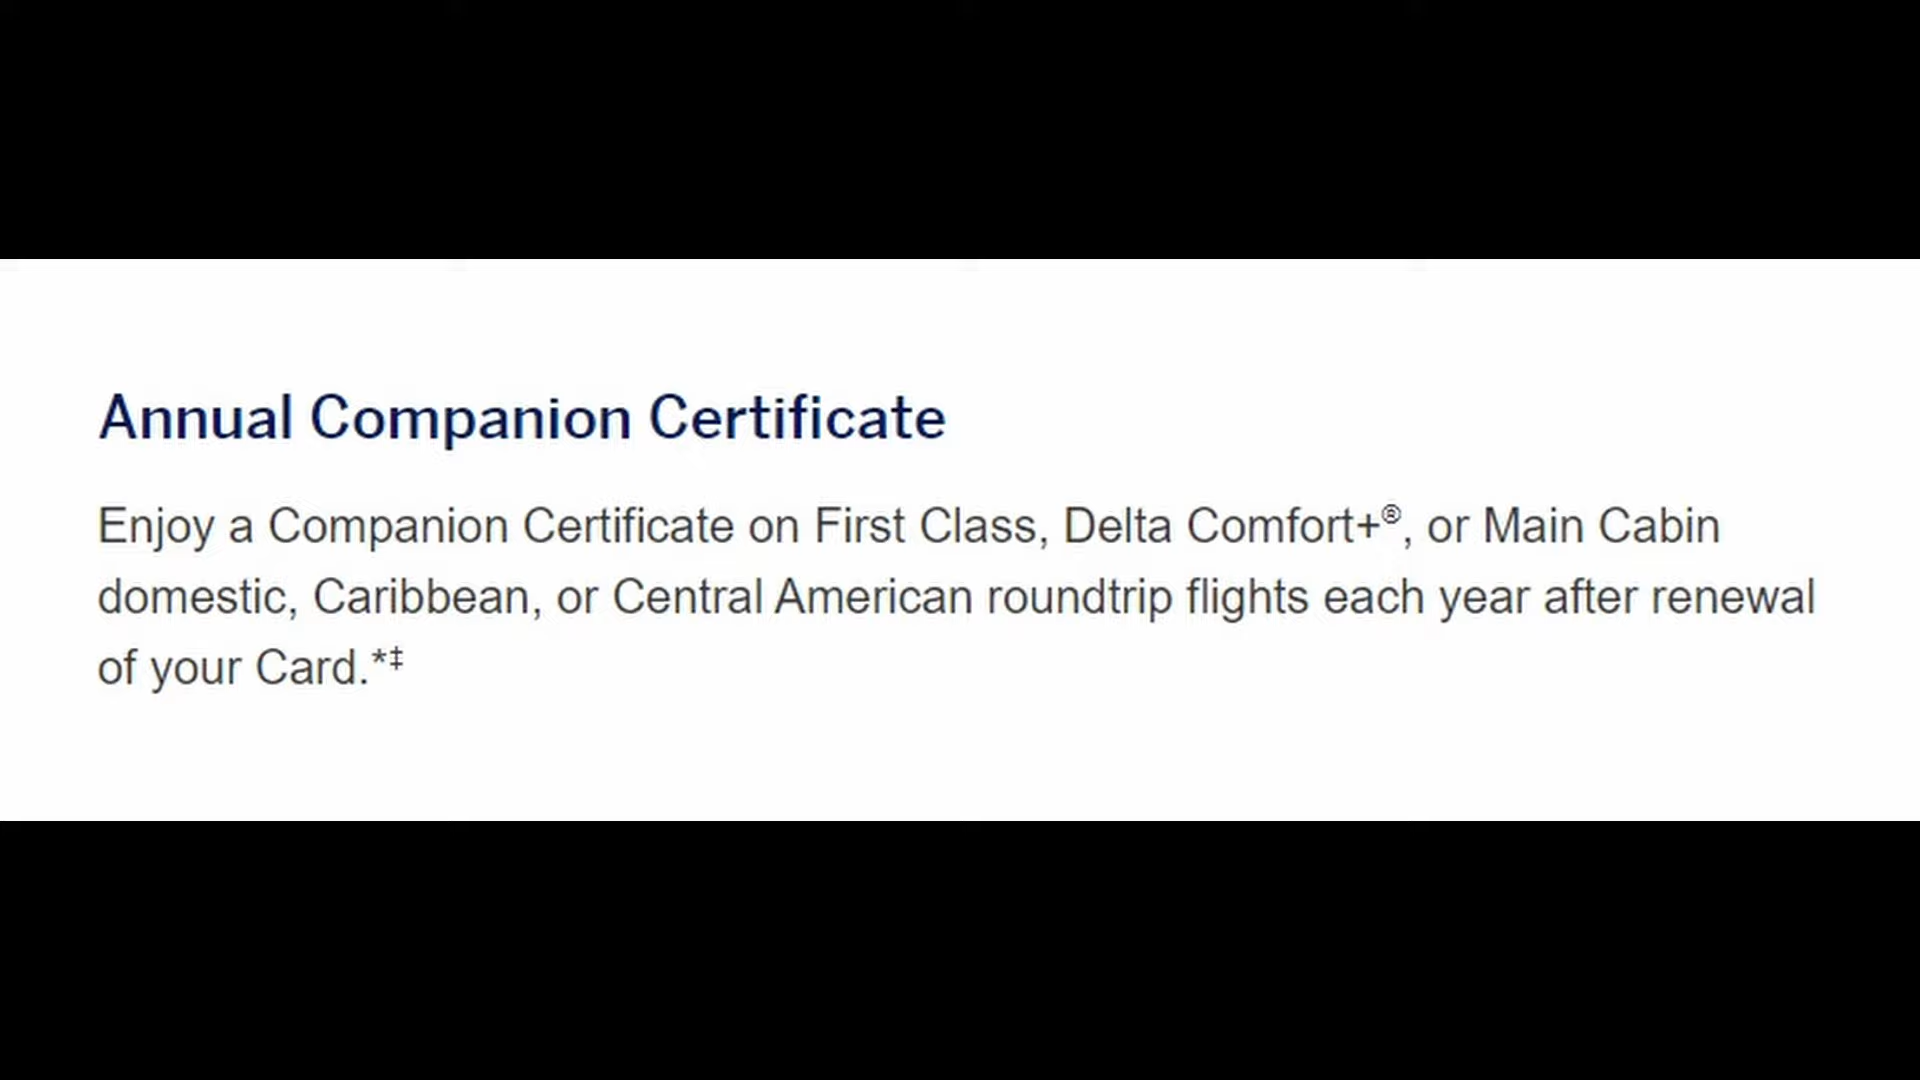 Annual Companion Certificate
Enjoy a Companion Certificate on First Class, Delta Comfort+®, or Main Cabin
domestic, Caribbean, or Central American roundtrip flights each year after renewal
of your Card.*‡